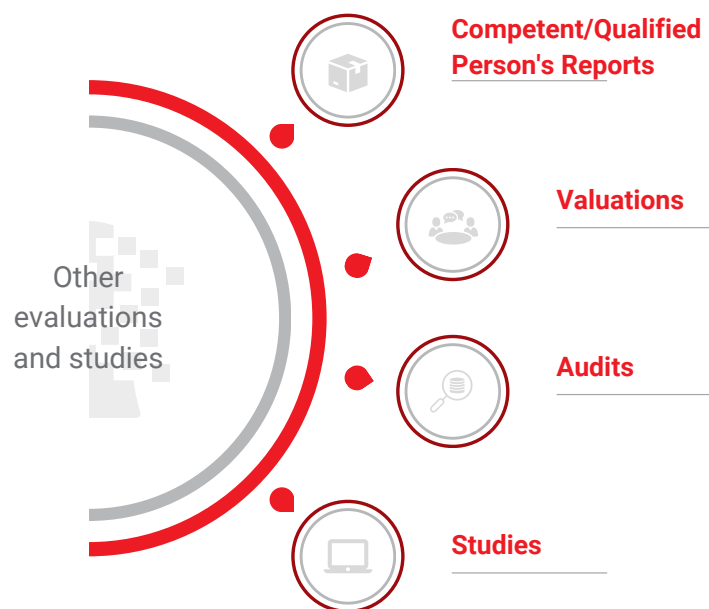 Competent/Qualified
Person's Reports
Valuations
Other
evaluations
and studies
Audits
Studies